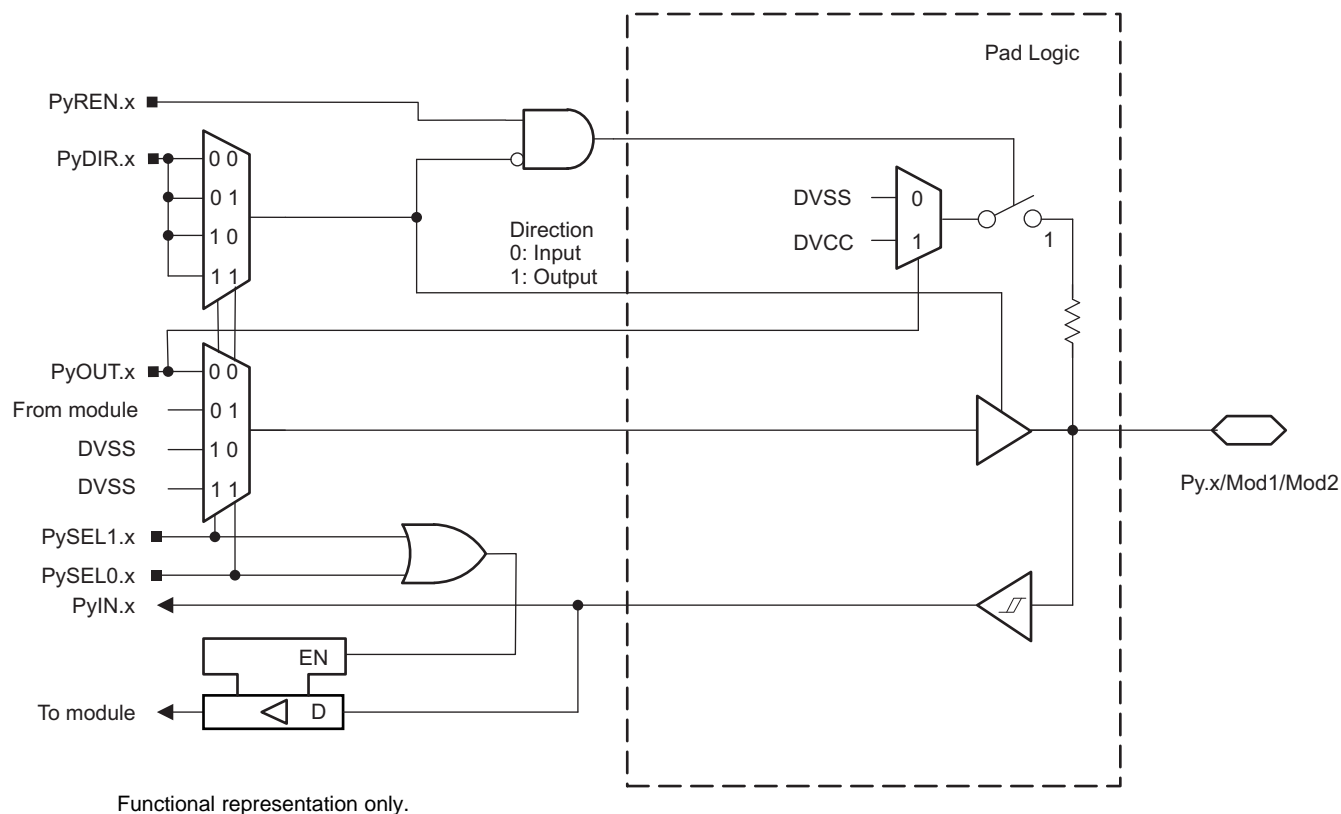 Pad Logic
PyREN.x
PyDIR.x
0 0
0 1
1 0
1 1
Direction
0: Input
1: Output
DVSS
0
DVCC
1
1
PyOUT.x
0 0
From module
0 1
DVSS
1 0
DVSS
1 1
Py.x/Mod1/Mod2
PySEL1.x
PySEL0.x
PyIN.x
EN
To module
D
Functional representation only.